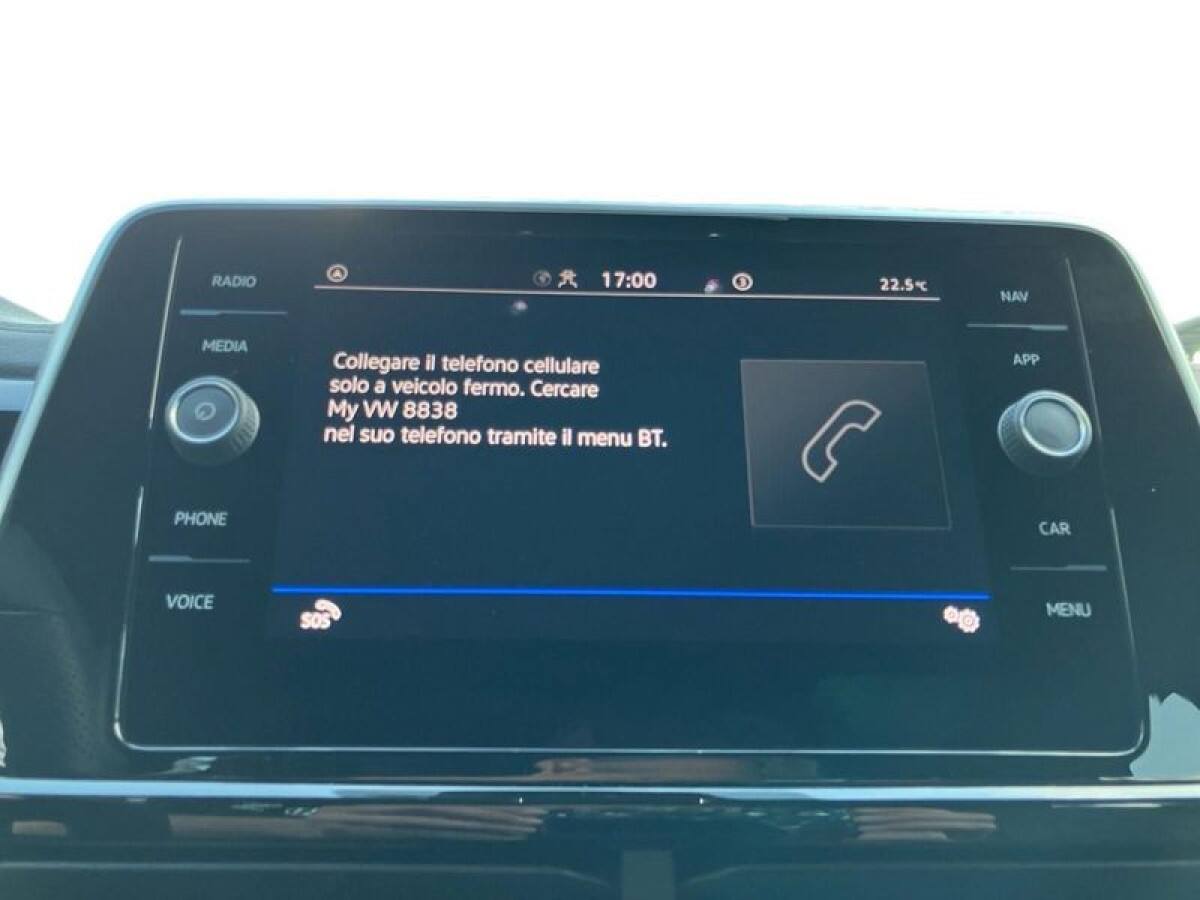 RADIO
MEDIA
PHONE
VOICE
17:00
3
22.5°C
Collegare il telefono cellulare
solo a veicolo fermo. Cercare
My VW 8838
nel suo telefono tramite il menu BT.
SOS
NAV
APP
CAR
MENU